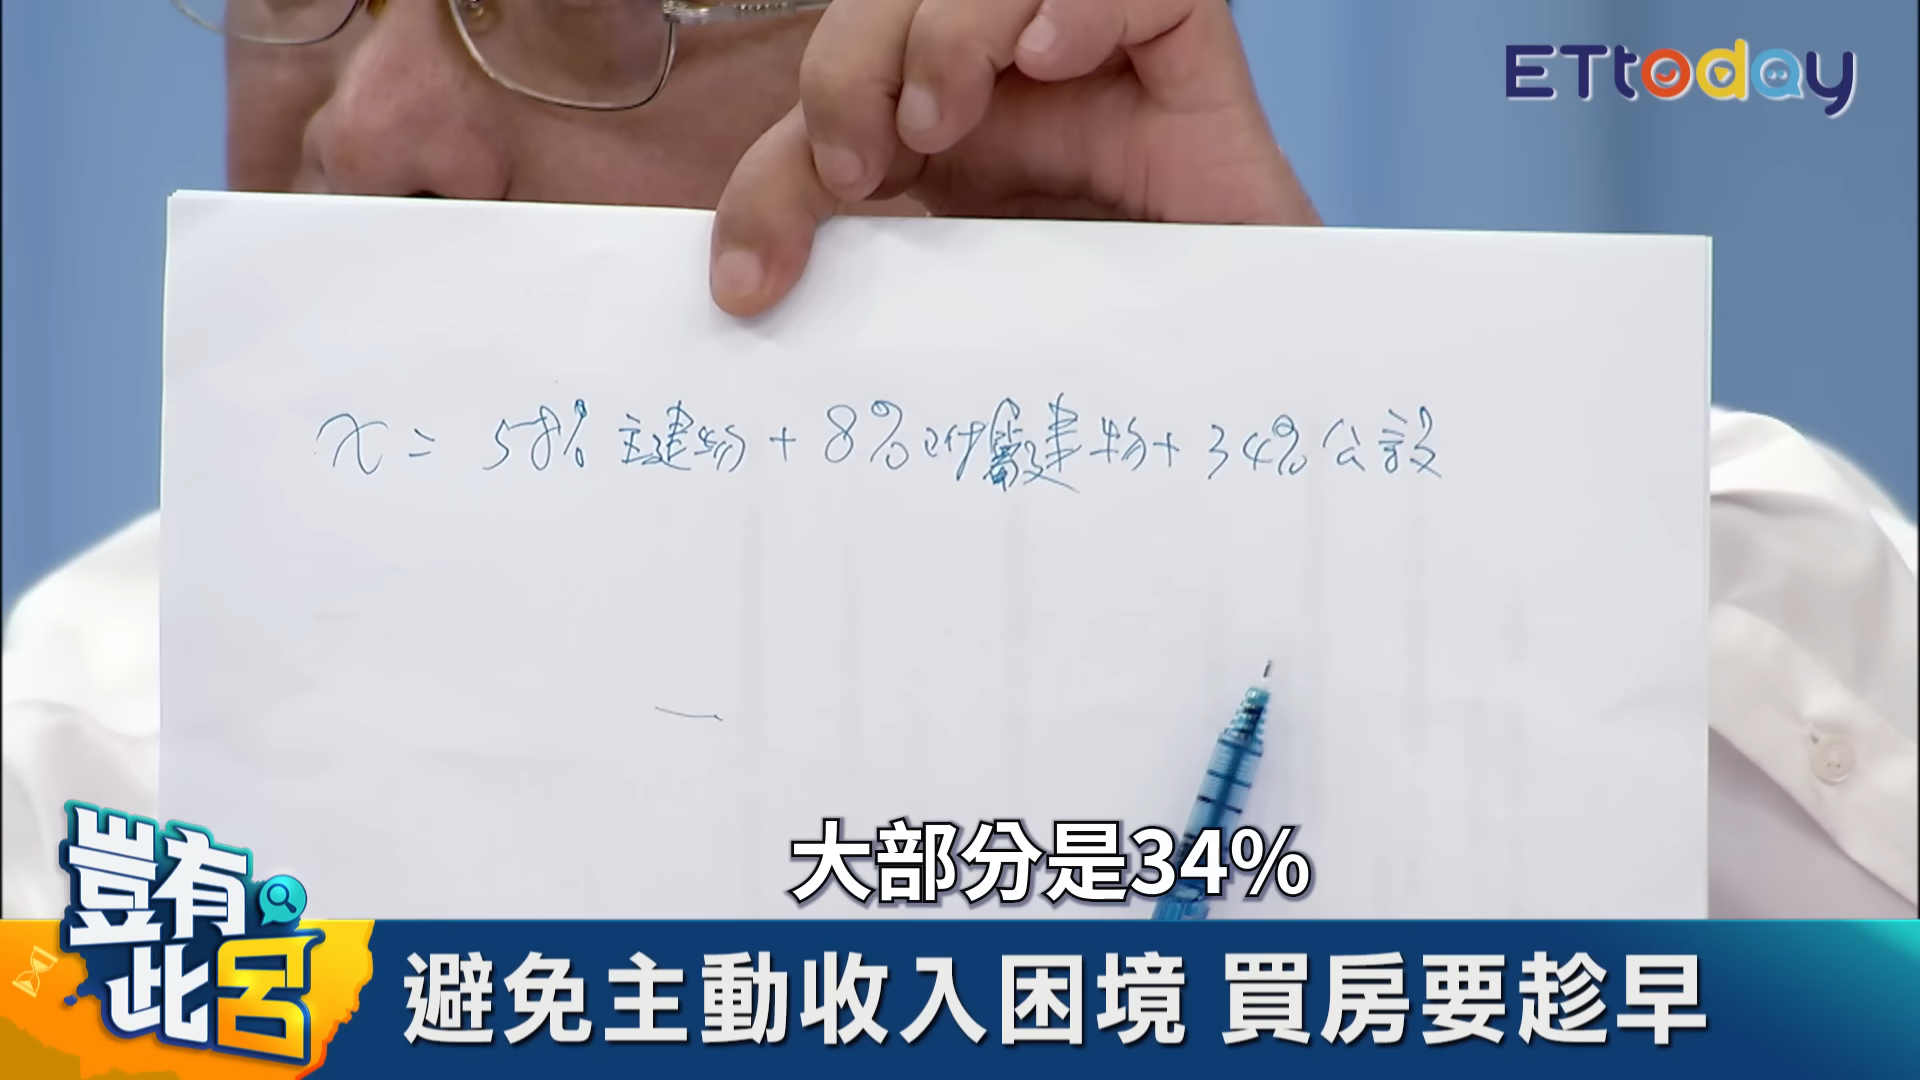 ETtoday
x = 58% 主建物 + 8% 附屬建物 + 34% 公設
大部分是34%
豈有此呂
避免主動收入困境 買房要趁早